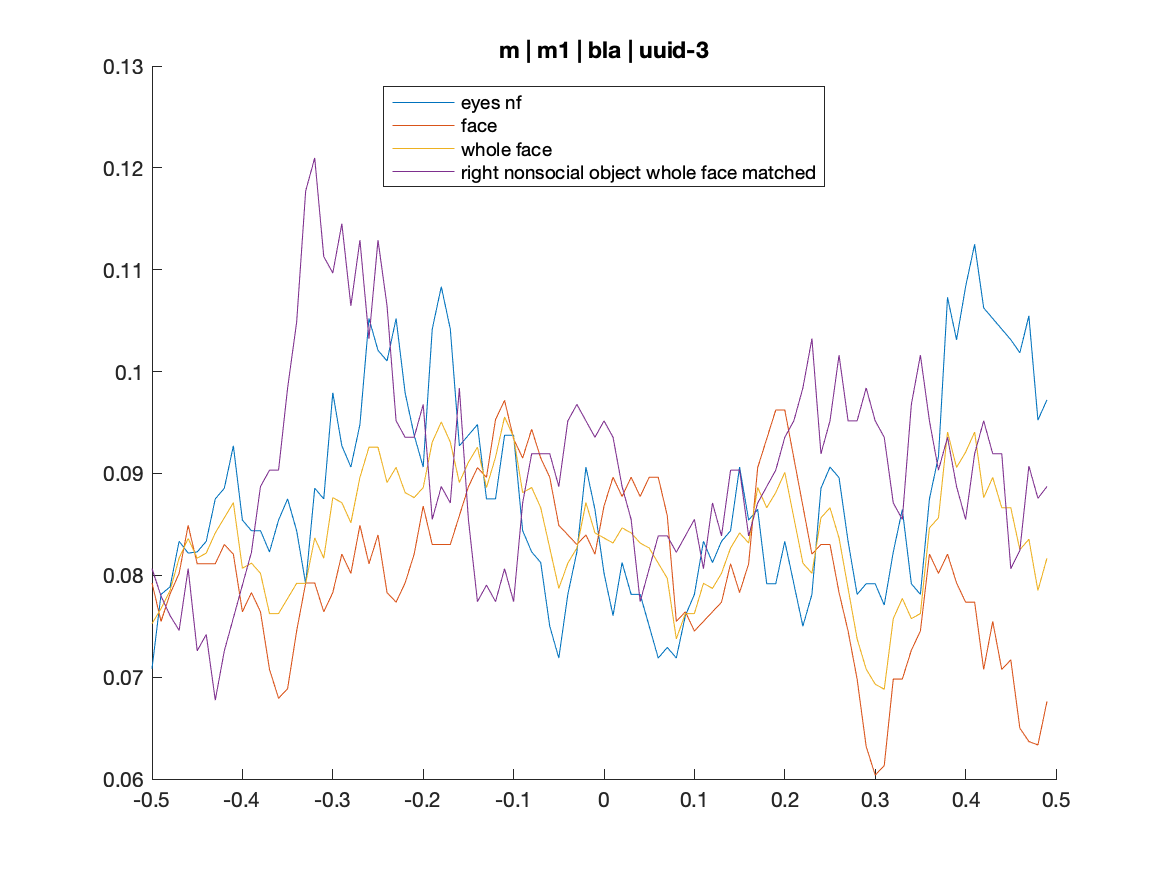 m | m1 | bla | uuid-3
0.13
eyes nf
face
whole face
right nonsocial object whole face matched
0.12
0.11
0.1
0.09
0.08
0.07
0.06
-0.5 -0.4 -0.3 -0.2 -0.1 0 0.1 0.2 0.3 0.4 0.5